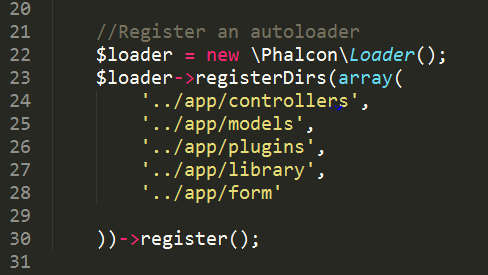 20
21 //Register an autoloader
22 $loader = new \Phalcon\Loader();
23 $loader->registerDirs(array(
24 '../app/controllers',
25 '../app/models',
26 '../app/plugins',
27 '../app/library',
28 '../app/form'
29
30 ))->register();
31